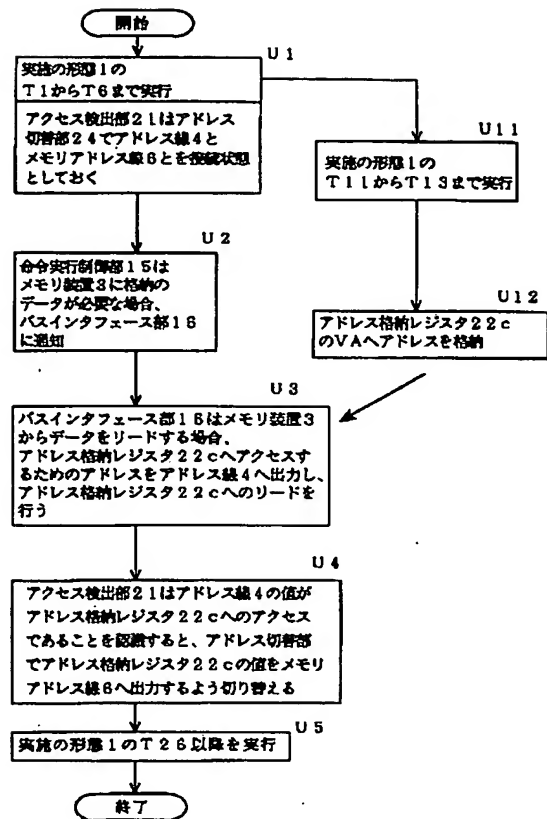 開始
U1
実施の形態1の
T1からT6まで実行
アクセス検出部21はアドレス
切替部24でアドレス線4と
メモリアドレス線6とを接続状態
としておく
U11
実施の形態1の
T11からT13まで実行
U2
命令実行制御部15は
メモリ装置3に格納の
データが必要な場合、
バスインタフェース部16
に通知
U12
アドレス格納レジスタ22c
のVAへアドレスを格納
U3
バスインタフェース部16はメモリ装置3
からデータをリードする場合、
アドレス格納レジスタ22cへアクセスす
るためのアドレスをアドレス線4へ出力し、
アドレス格納レジスタ22cへのリードを
行う
U4
アクセス検出部21はアドレス線4の値が
アドレス格納レジスタ22cへのアクセス
であることを認識すると、アドレス切替部
でアドレス格納レジスタ22cの値をメモリ
アドレス線6へ出力するよう切り替える
U5
実施の形態1のT26以降を実行
終了